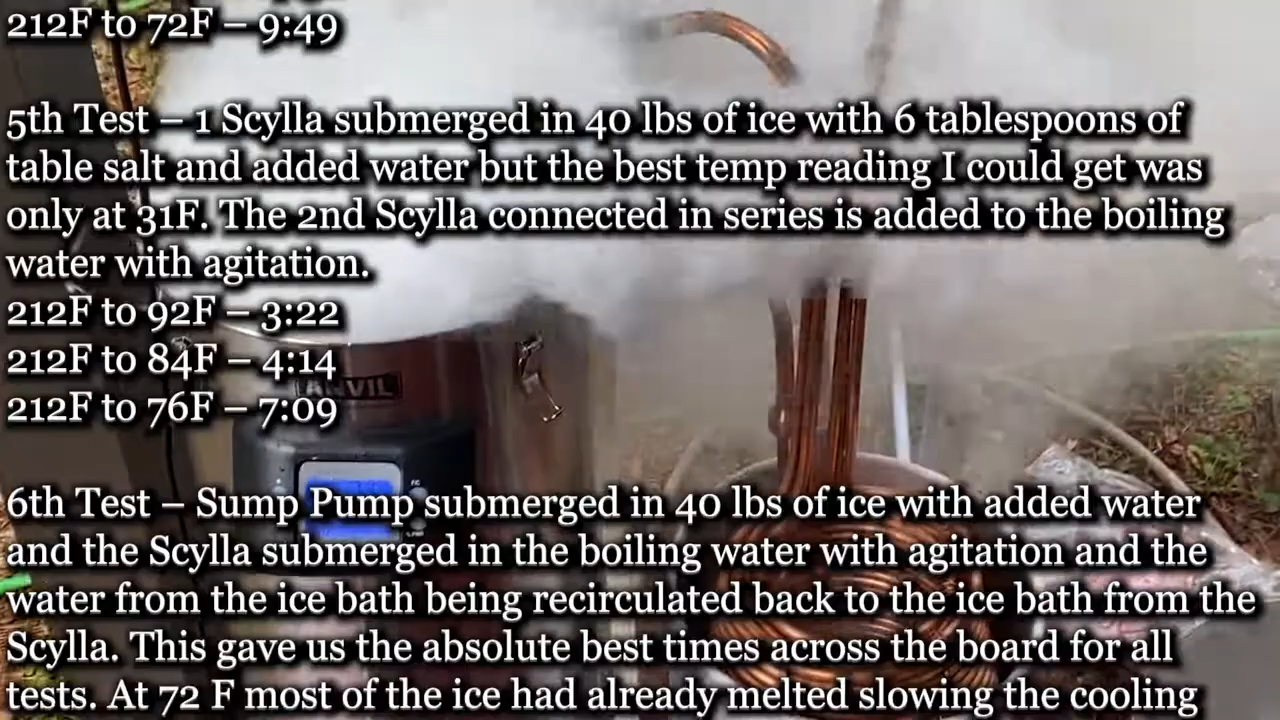 212F to 72F – 9:49
5th Test – 1 Scylla submerged in 40 lbs of ice with 6 tablespoons of
table salt and added water but the best temp reading I could get was
only at 31F. The 2nd Scylla connected in series is added to the boiling
water with agitation.
212F to 92F – 3:22
212F to 84F – 4:14
212F to 76F – 7:09
ANVIL
6th Test – Sump Pump submerged in 40 lbs of ice with added water
and the Scylla submerged in the boiling water with agitation and the
water from the ice bath being recirculated back to the ice bath from the
Scylla. This gave us the absolute best times across the board for all
tests. At 72 F most of the ice had already melted slowing the cooling